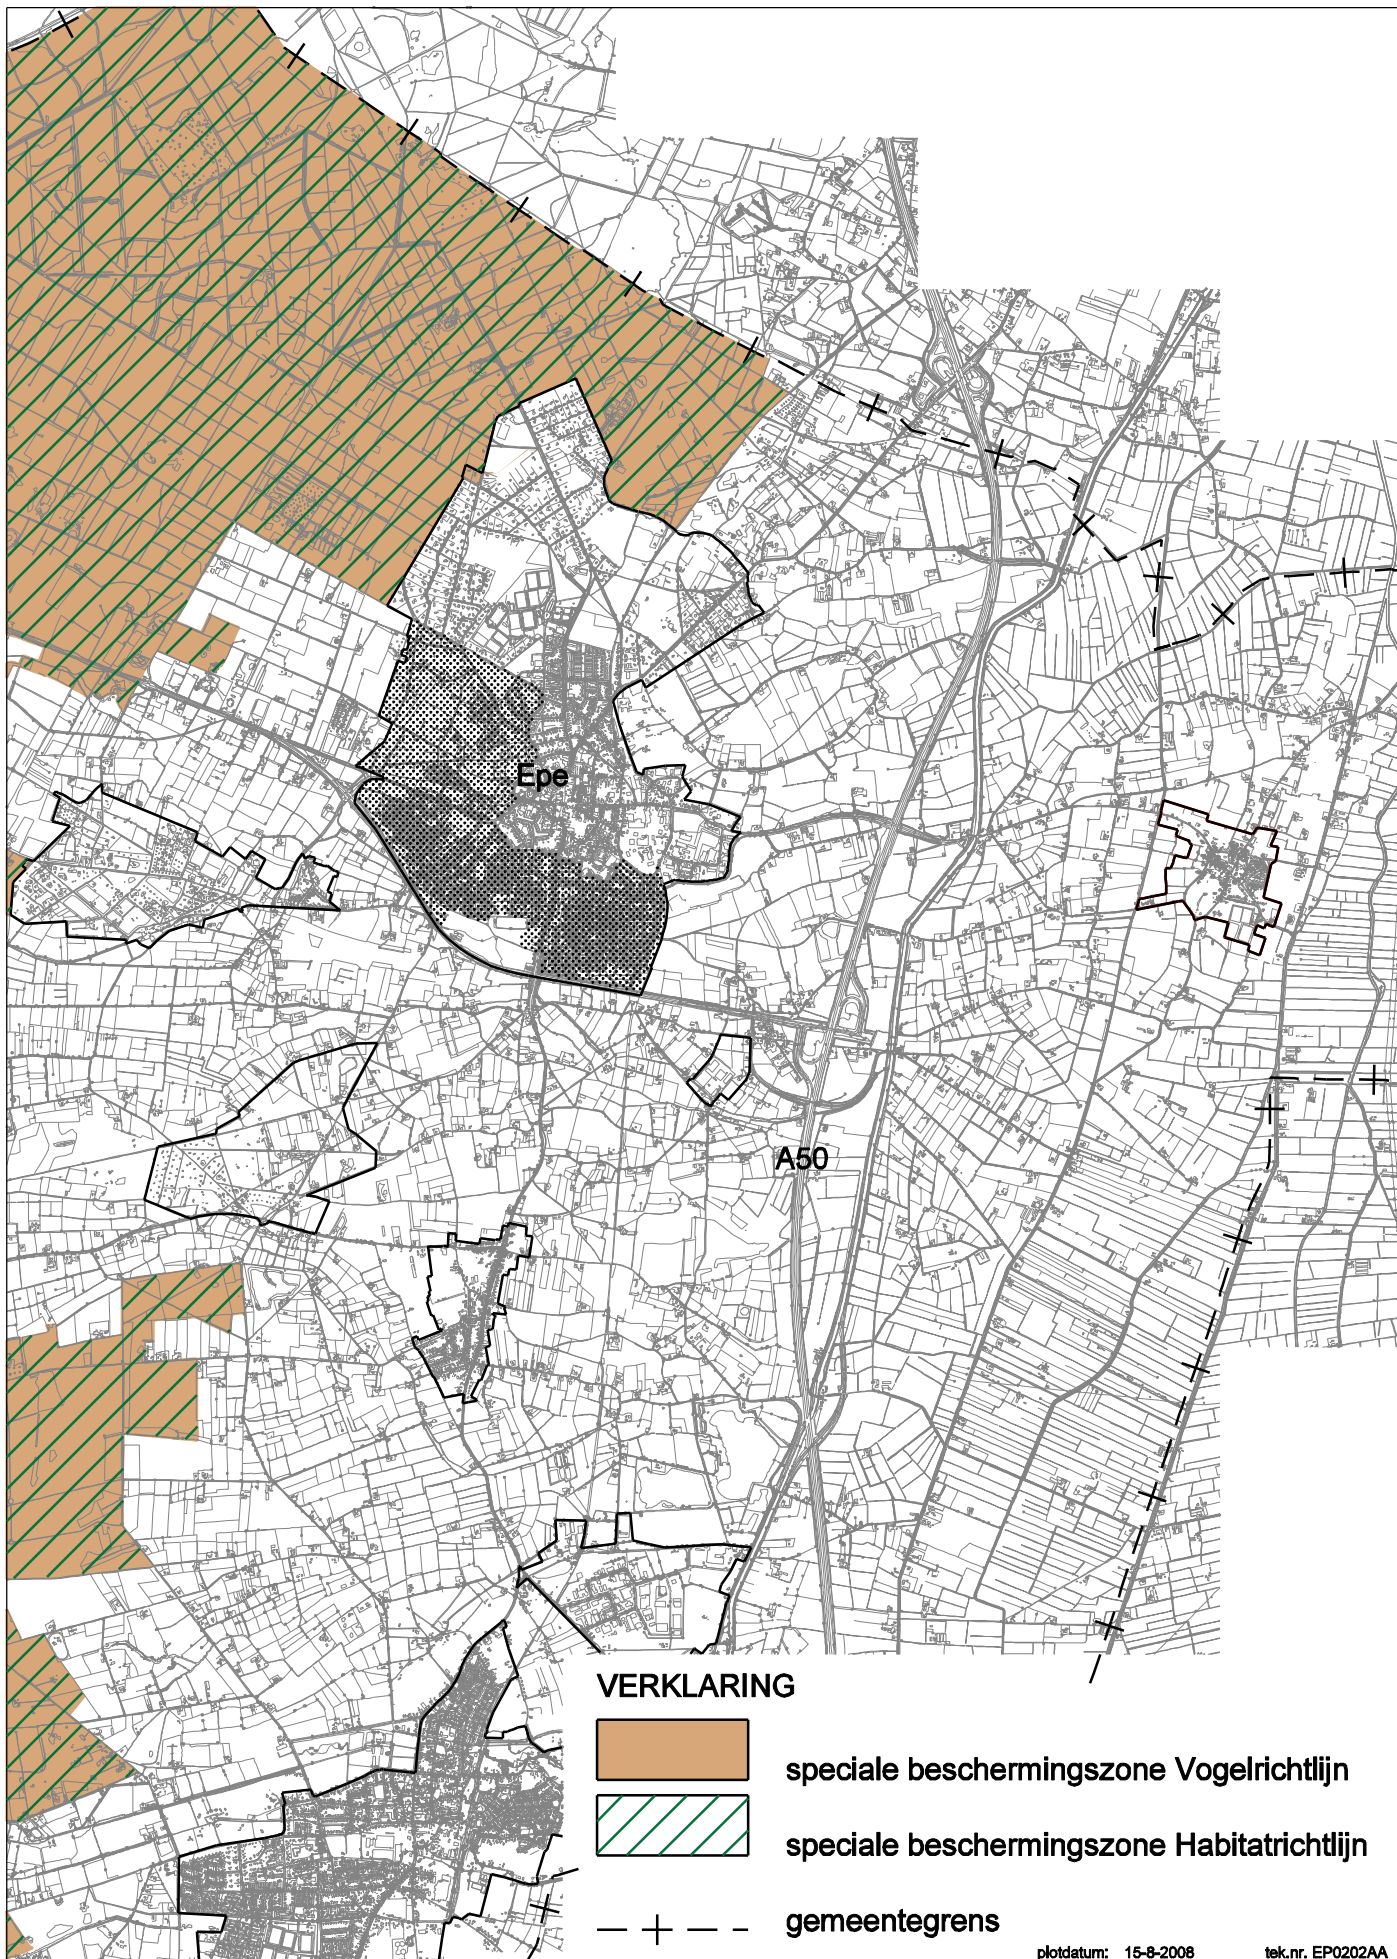 Epe
A50
VERKLARING
speciale beschermingszone Vogelrichtlijn
speciale beschermingszone Habitatrichtlijn
gemeentegrens
plotdatum: 15-8-2008 tek.nr. EP0202AA